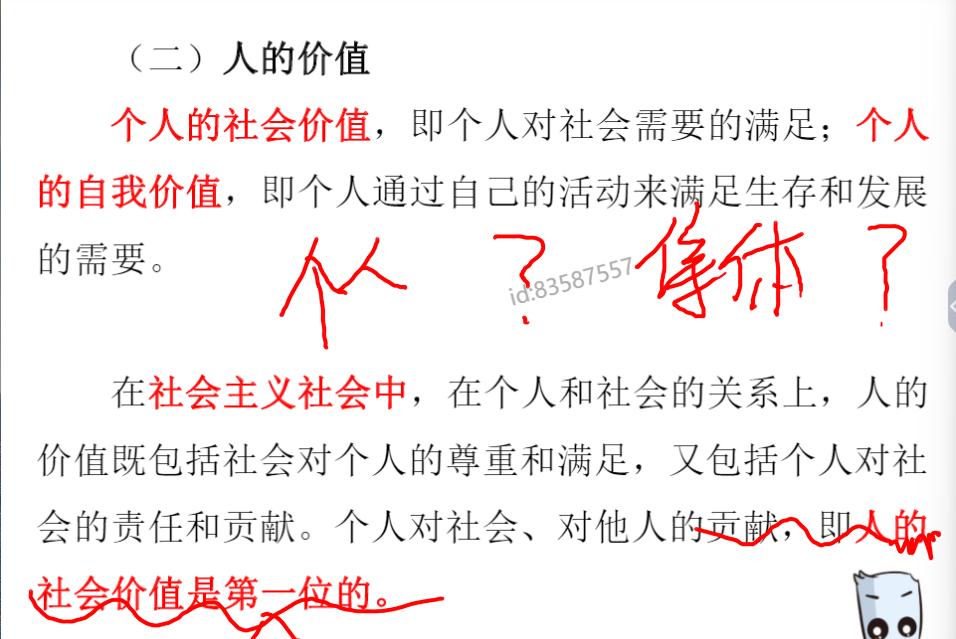 （二）人的价值
个人的社会价值，即个人对社会需要的满足；个人
的自我价值，即个人通过自己的活动来满足生存和发展
的需要。
个人？集体？
id:83587557
在社会主义社会中，在个人和社会的关系上，人的
价值既包括社会对个人的尊重和满足，又包括个人对社
会的责任和贡献。个人对社会、对他人的贡献，即人的
社会价值是第一位的。